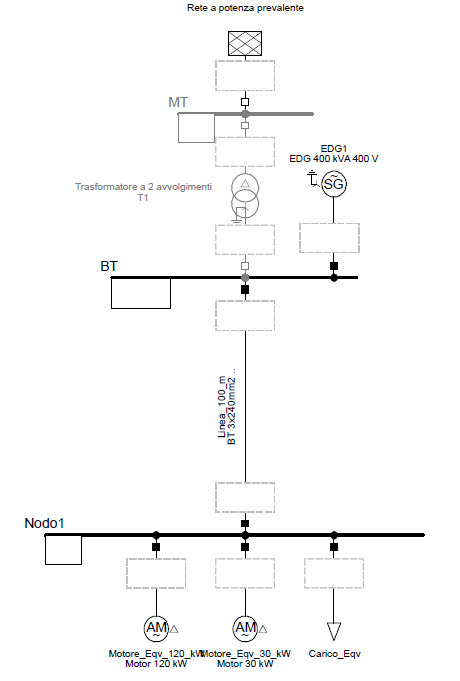 Rete a potenza prevalente
MT
EDG1
EDG 400 kVA 400 V
SG
Trasformatore a 2 avvolgimenti
T1
BT
Linea_100_m
BT 3x240mm2 ..
Nodo1
AM
AM
Motore_Eqv_120_kW
Motor 120 kW
Motore_Eqv_30_kW
Motor 30 kW
Carico_Eqv